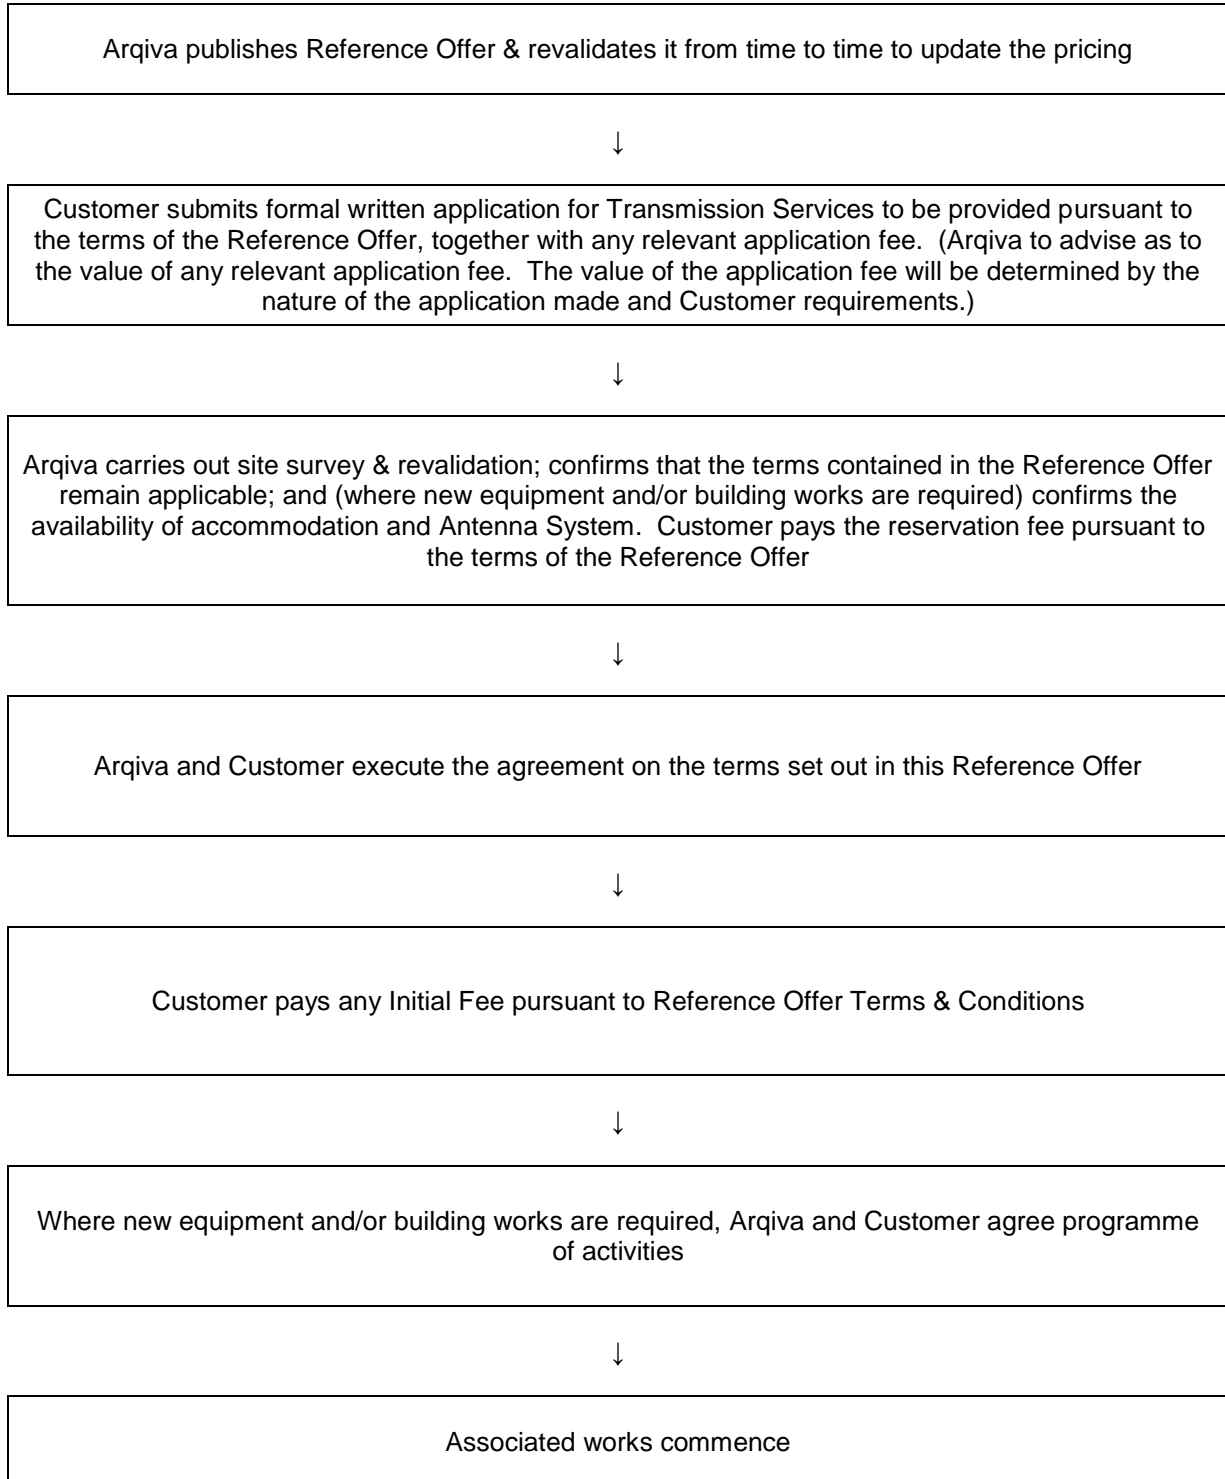 Arqiva publishes Reference Offer & revalidates it from time to time to update the pricing
↓
Customer submits formal written application for Transmission Services to be provided pursuant to
the terms of the Reference Offer, together with any relevant application fee.  (Arqiva to advise as to
the value of any relevant application fee.  The value of the application fee will be determined by the
nature of the application made and Customer requirements.)
↓
Arqiva carries out site survey & revalidation; confirms that the terms contained in the Reference Offer
remain applicable; and (where new equipment and/or building works are required) confirms the
availability of accommodation and Antenna System.  Customer pays the reservation fee pursuant to
the terms of the Reference Offer
↓
Arqiva and Customer execute the agreement on the terms set out in this Reference Offer
↓
Customer pays any Initial Fee pursuant to Reference Offer Terms & Conditions
↓
Where new equipment and/or building works are required, Arqiva and Customer agree programme
of activities
↓
Associated works commence